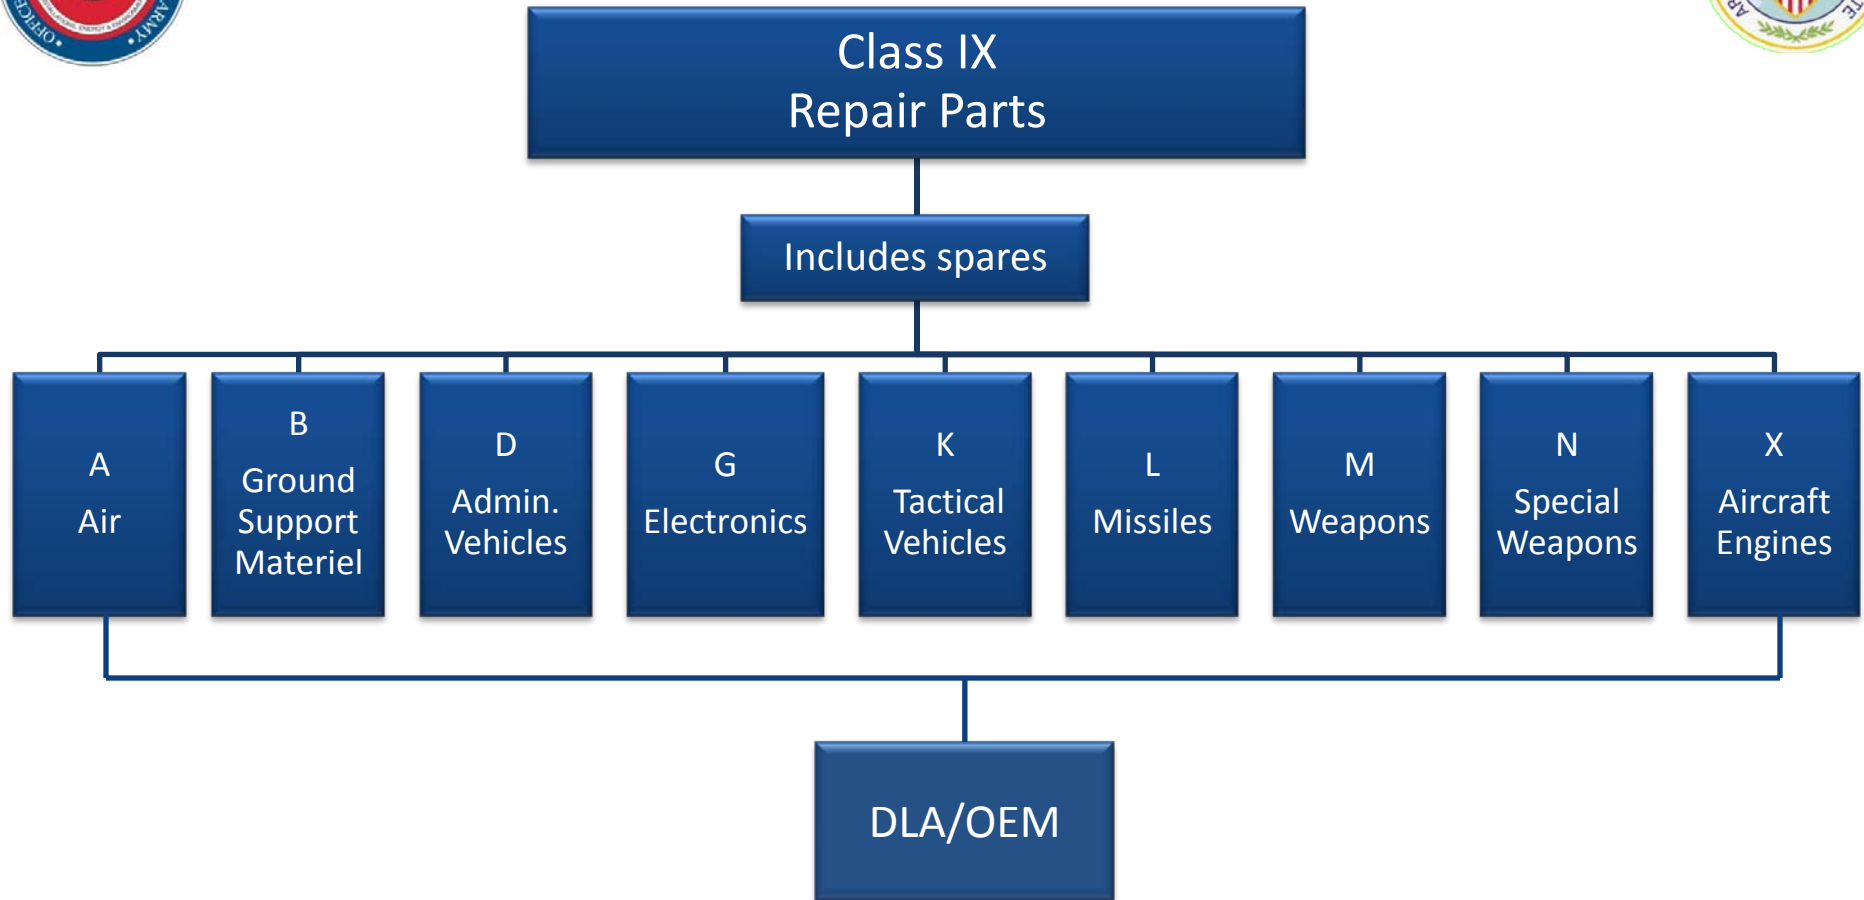 Class IX
Repair Parts
Includes spares
A
Air
B
Ground
Support
Materiel
D
Admin.
Vehicles
G
Electronics
K
Tactical
Vehicles
L
Missiles
M
Weapons
N
Special
Weapons
X
Aircraft
Engines
DLA/OEM
ARMY